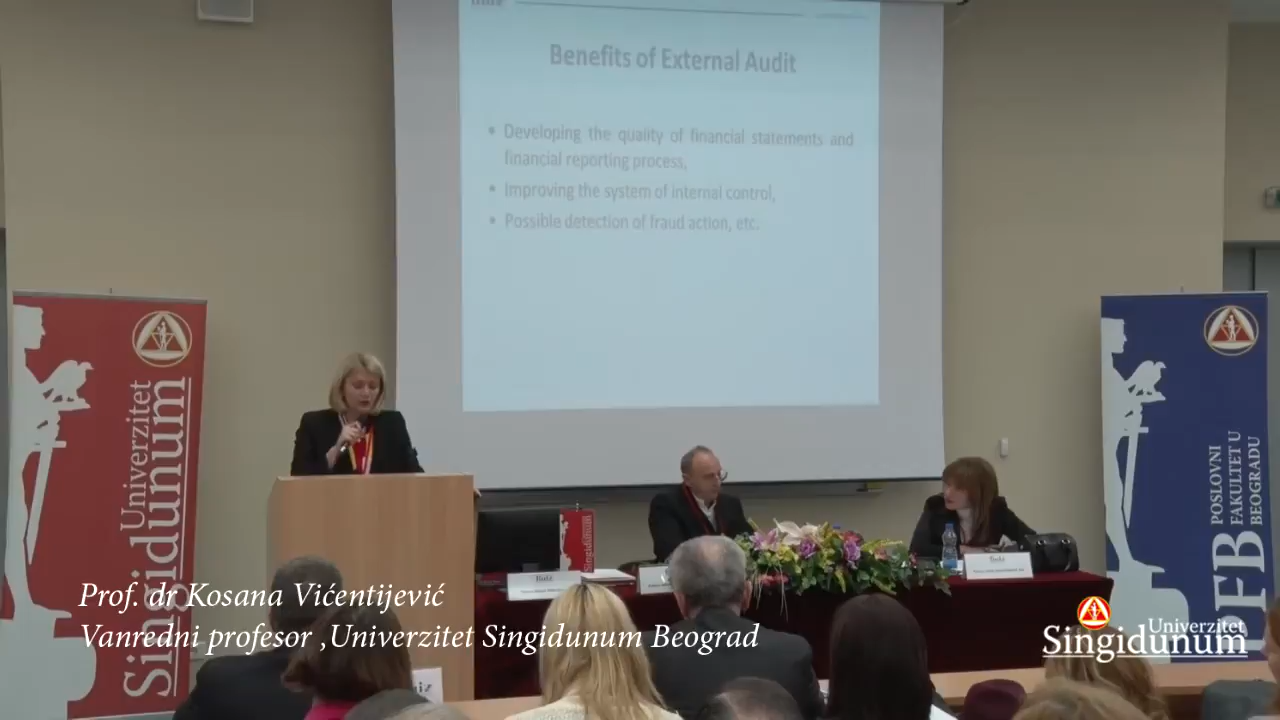 Benefits of External Audit
• Developing the quality of financial statements and
financial reporting process,
• Improving the system of internal control,
• Possible detection of fraud action, etc.
Univerzitet
Singidunum
POSLOVNI
FAKULTET U
BEOGRADU
PFB
Singidunum
Prof. dr Kosana Vićentijević
Vanredni profesor ,Univerzitet Singidunum Beograd
Univerzitet
Singidunum